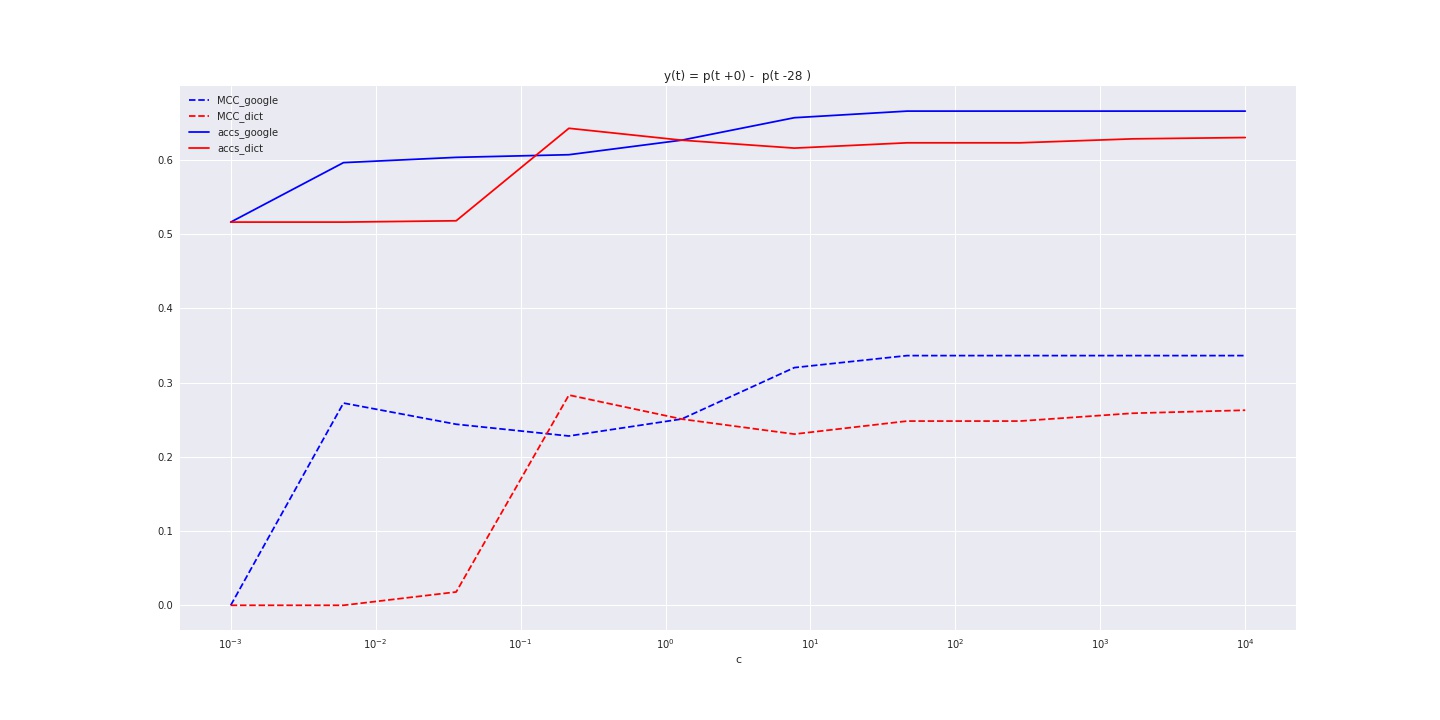 y(t) = p(t +0) -  p(t -28 )
MCC_google
MCC_dict
accs_google
accs_dict
0.6
0.5
0.4
0.3
0.2
0.1
0.0
10⁻³ 10⁻² 10⁻¹ 10⁰ 10¹ 10² 10³ 10⁴
c